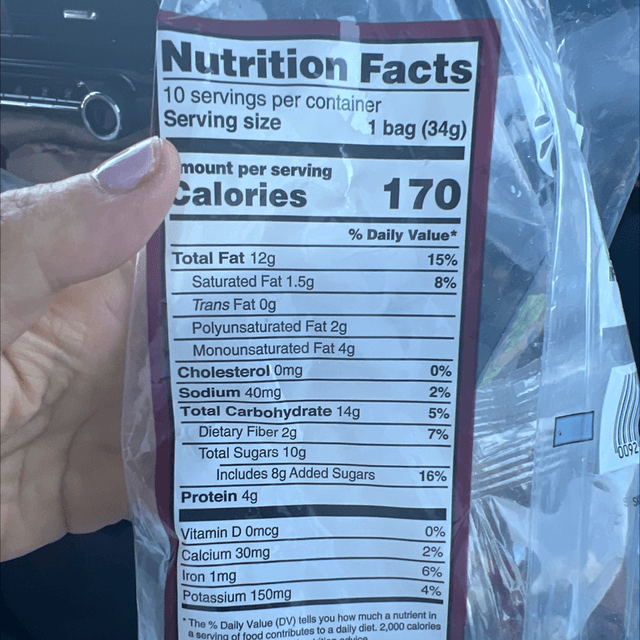 Nutrition Facts
10 servings per container
Serving size 1 bag (34g)
mount per serving
Calories 170
% Daily Value*
Total Fat 12g 15%
Saturated Fat 1.5g 8%
Trans Fat 0g
Polyunsaturated Fat 2g
Monounsaturated Fat 4g
Cholesterol 0mg 0%
Sodium 40mg 2%
Total Carbohydrate 14g 5%
Dietary Fiber 2g 7%
Total Sugars 10g
Includes 8g Added Sugars 16%
Protein 4g
Vitamin D 0mcg 0%
Calcium 30mg 2%
Iron 1mg 6%
Potassium 150mg 4%
* The % Daily Value (DV) tells you how much a nutrient in
a serving of food contributes to a daily diet. 2,000 calories
0092